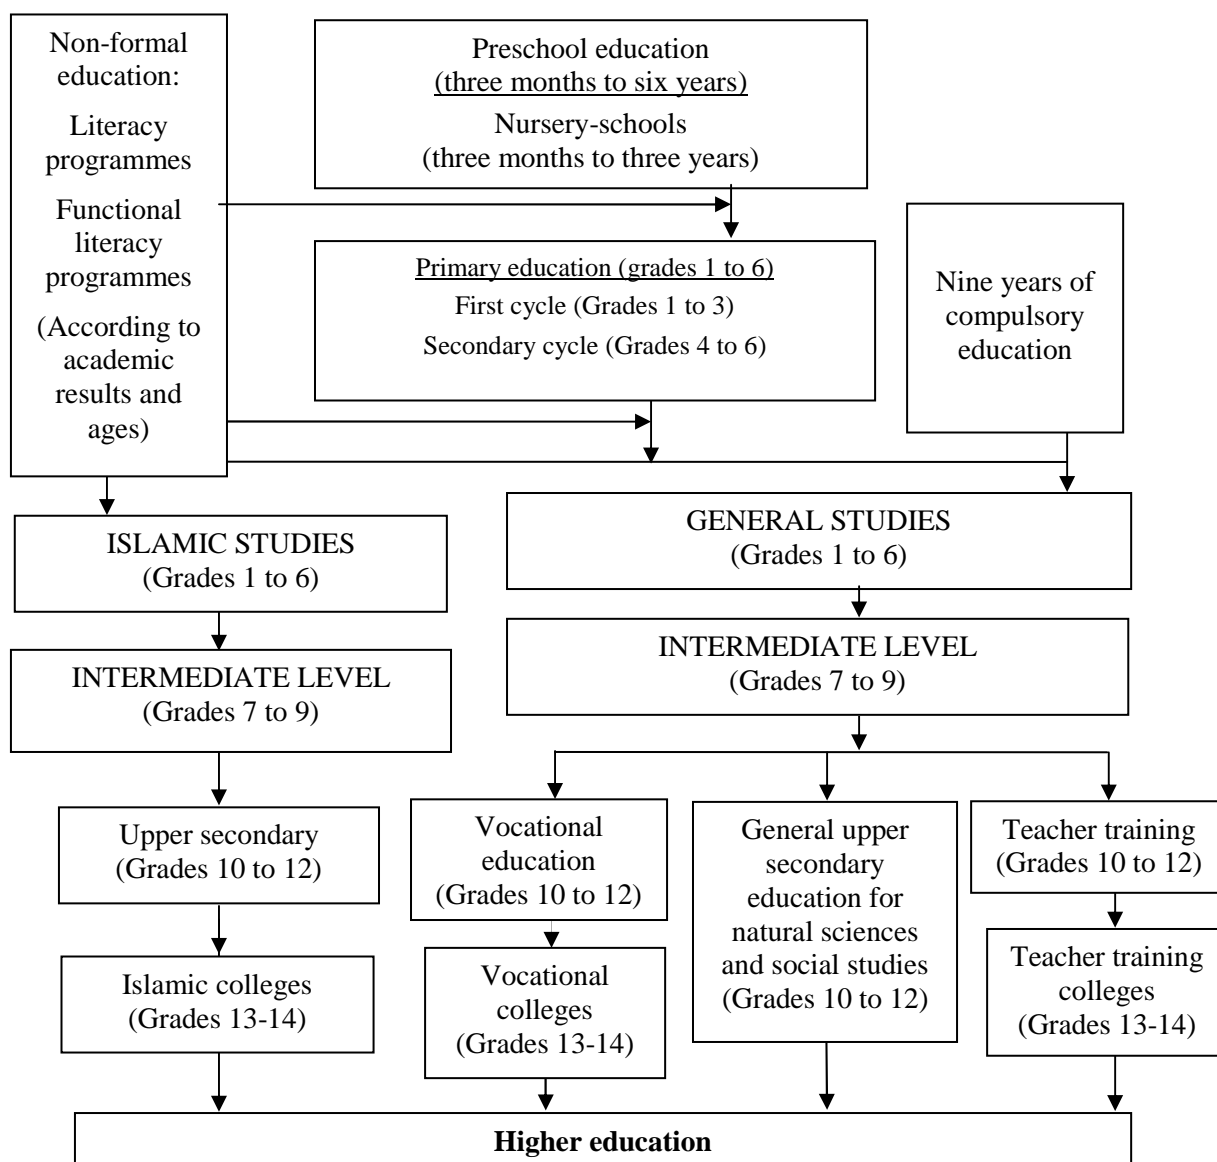 Non-formal
education:
Literacy
programmes
Functional
literacy
programmes
(According to
academic
results and
ages)
Preschool education
(three months to six years)
Nursery-schools
(three months to three years)
Primary education (grades 1 to 6)
First cycle (Grades 1 to 3)
Secondary cycle (Grades 4 to 6)
Nine years of
compulsory
education
ISLAMIC STUDIES
(Grades 1 to 6)
GENERAL STUDIES
(Grades 1 to 6)
INTERMEDIATE LEVEL
(Grades 7 to 9)
INTERMEDIATE LEVEL
(Grades 7 to 9)
Upper secondary
(Grades 10 to 12)
Vocational
education
(Grades 10 to 12)
General upper
secondary
education for
natural sciences
and social studies
(Grades 10 to 12)
Teacher training
(Grades 10 to 12)
Islamic colleges
(Grades 13-14)
Vocational
colleges
(Grades 13-14)
Teacher training
colleges
(Grades 13-14)
Higher education